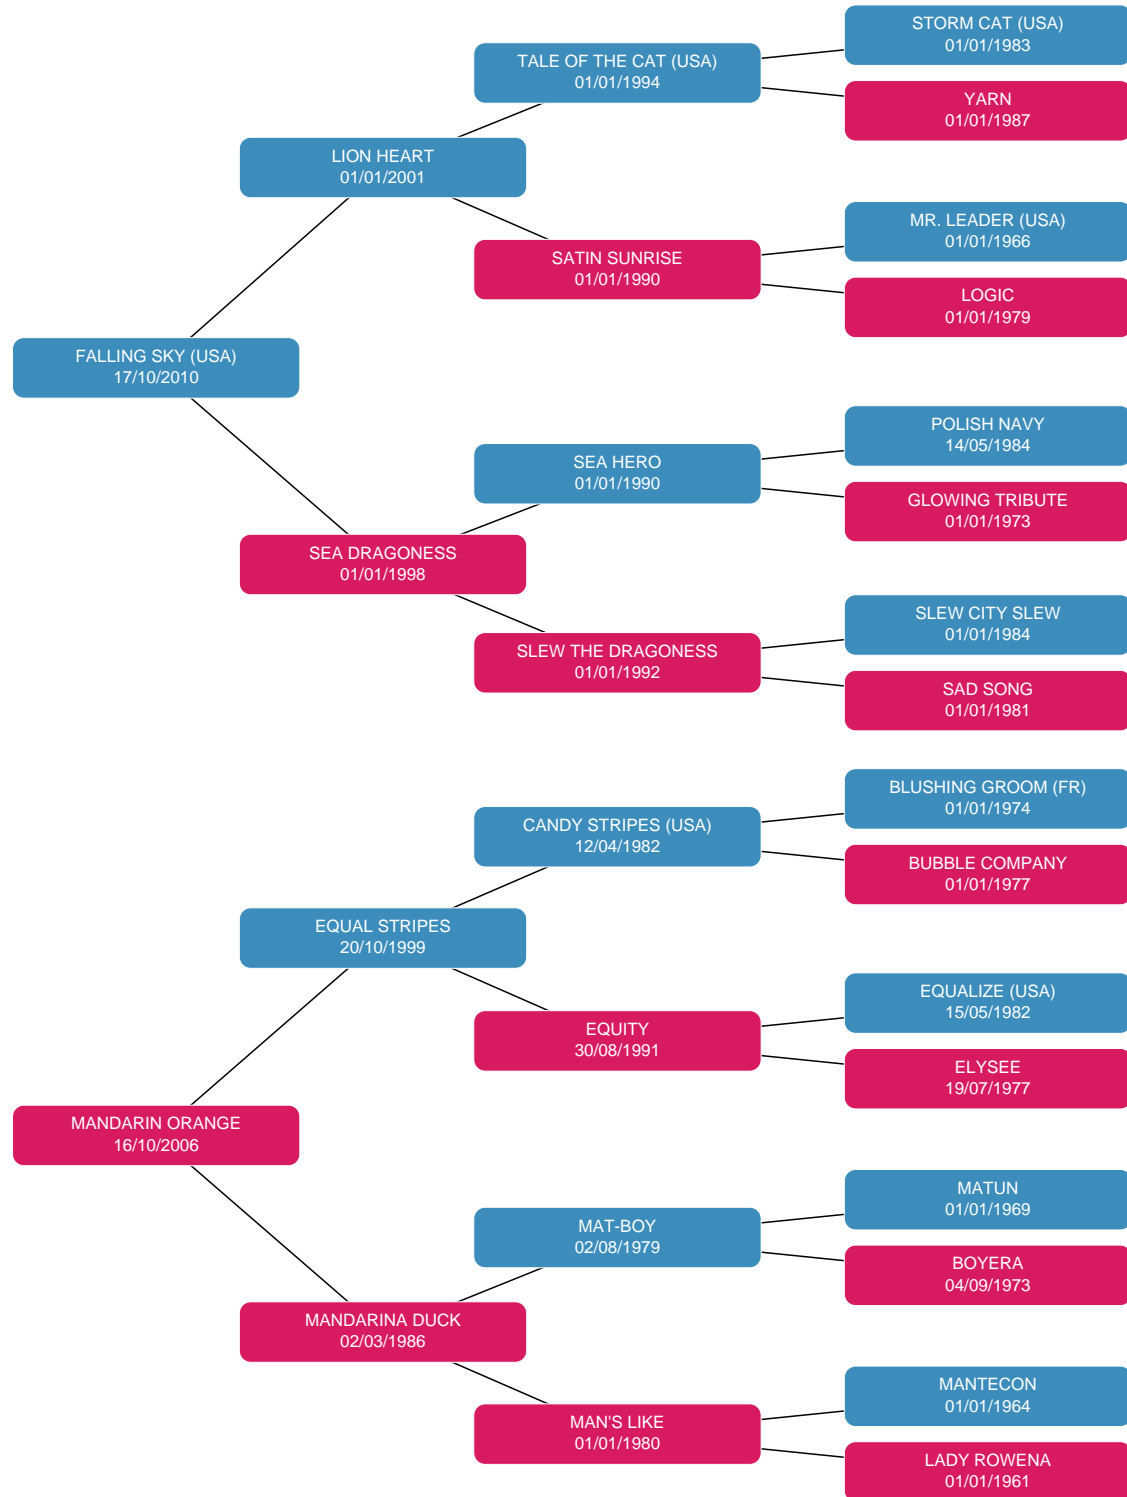 STORM CAT (USA)
01/01/1983
TALE OF THE CAT (USA)
01/01/1994
YARN
01/01/1987
LION HEART
01/01/2001
MR. LEADER (USA)
01/01/1966
SATIN SUNRISE
01/01/1990
LOGIC
01/01/1979
FALLING SKY (USA)
17/10/2010
POLISH NAVY
14/05/1984
SEA HERO
01/01/1990
GLOWING TRIBUTE
01/01/1973
SEA DRAGONESS
01/01/1998
SLEW CITY SLEW
01/01/1984
SLEW THE DRAGONESS
01/01/1992
SAD SONG
01/01/1981
BLUSHING GROOM (FR)
01/01/1974
CANDY STRIPES (USA)
12/04/1982
BUBBLE COMPANY
01/01/1977
EQUAL STRIPES
20/10/1999
EQUALIZE (USA)
15/05/1982
EQUITY
30/08/1991
ELYSEE
19/07/1977
MANDARIN ORANGE
16/10/2006
MATUN
01/01/1969
MAT-BOY
02/08/1979
BOYERA
04/09/1973
MANDARINA DUCK
02/03/1986
MANTECON
01/01/1964
MAN'S LIKE
01/01/1980
LADY ROWENA
01/01/1961